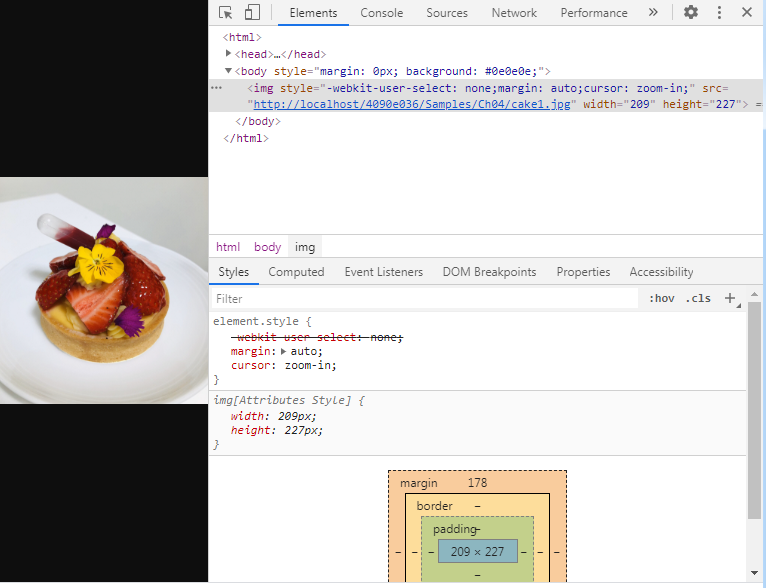 Elements Console Sources Network Performance »
<html>
<head>…</head>
<body style="margin: 0px; background: #0e0e0e;">
<img style="-webkit-user-select: none;margin: auto;cursor: zoom-in;" src=
"http://localhost/4090e036/Samples/Ch04/cake1.jpg" width="209" height="227"> =
</body>
</html>
html body img
Styles Computed Event Listeners DOM Breakpoints Properties Accessibility
Filter :hov .cls +
element.style {
-webkit-user-select: none;
margin: auto;
cursor: zoom-in;
}
img[Attributes Style] {
width: 209px;
height: 227px;
}
margin 178
border –
padding –
– – – 209 × 227 – – –
–